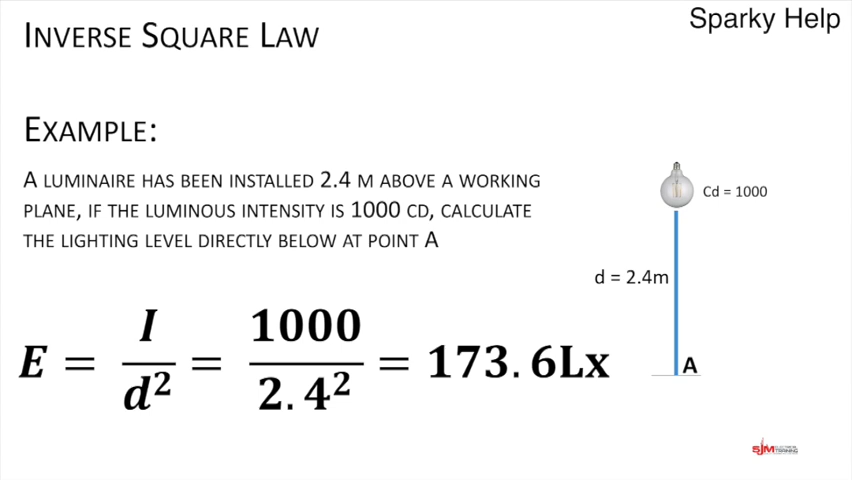 Sparky Help
INVERSE SQUARE LAW
EXAMPLE:
A LUMINAIRE HAS BEEN INSTALLED 2.4 M ABOVE A WORKING
PLANE, IF THE LUMINOUS INTENSITY IS 1000 CD, CALCULATE
THE LIGHTING LEVEL DIRECTLY BELOW AT POINT A
Cd = 1000
d = 2.4m
A
E = I/d² = 1000/2.4² = 173.6Lx
SJM ELECTRICAL
TRAINING